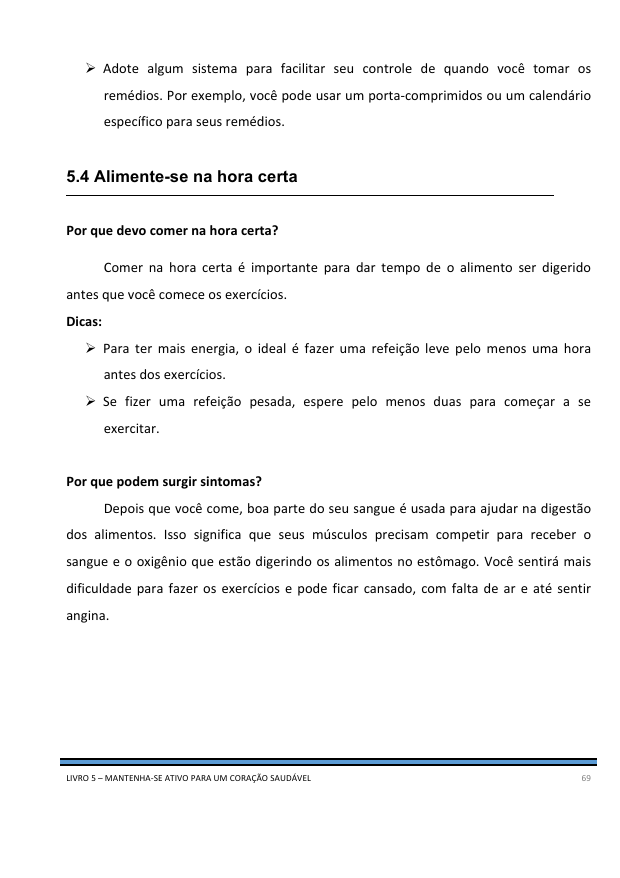 ➢ Adote algum sistema para facilitar seu controle de quando você tomar os
remédios. Por exemplo, você pode usar um porta-comprimidos ou um calendário
específico para seus remédios.
5.4 Alimente-se na hora certa
Por que devo comer na hora certa?
Comer na hora certa é importante para dar tempo de o alimento ser digerido
antes que você comece os exercícios.
Dicas:
➢ Para ter mais energia, o ideal é fazer uma refeição leve pelo menos uma hora
antes dos exercícios.
➢ Se fizer uma refeição pesada, espere pelo menos duas para começar a se
exercitar.
Por que podem surgir sintomas?
Depois que você come, boa parte do seu sangue é usada para ajudar na digestão
dos alimentos. Isso significa que seus músculos precisam competir para receber o
sangue e o oxigênio que estão digerindo os alimentos no estômago. Você sentirá mais
dificuldade para fazer os exercícios e pode ficar cansado, com falta de ar e até sentir
angina.
LIVRO 5 – MANTENHA-SE ATIVO PARA UM CORAÇÃO SAUDÁVEL 69